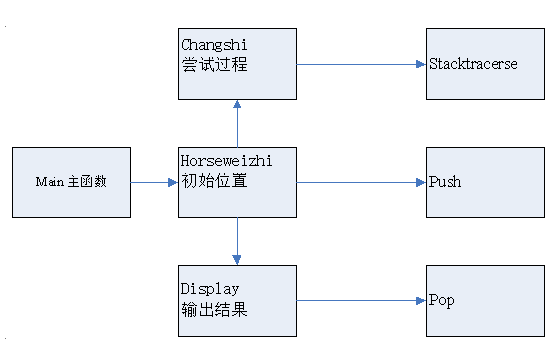 Changshi
尝试过程
Stacktracerse
Main 主函数
Horseweizhi
初始位置
Push
Display
输出结果
Pop